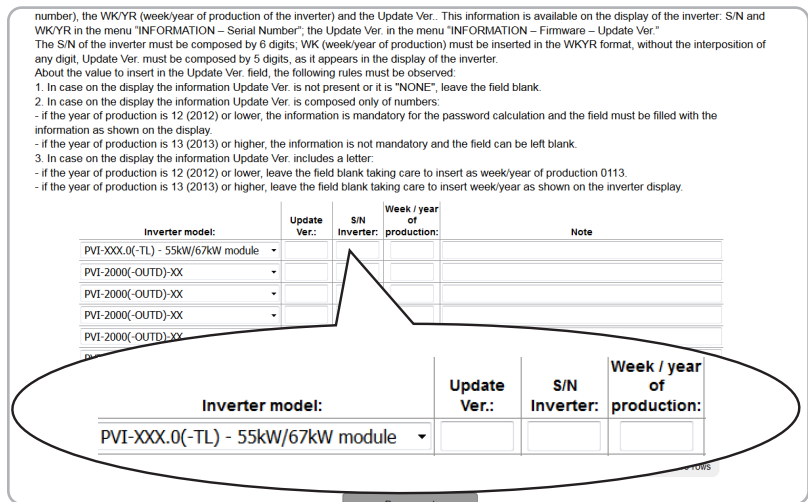 number), the WK/YR (week/year of production of the inverter) and the Update Ver.. This information is available on the display of the inverter: S/N and
WK/YR in the menu "INFORMATION – Serial Number"; the Update Ver. in the menu "INFORMATION – Firmware – Update Ver."
The S/N of the inverter must be composed by 6 digits; WK (week/year of production) must be inserted in the WKYR format, without the interposition of
any digit, Update Ver. must be composed by 5 digits, as it appears in the display of the inverter.
About the value to insert in the Update Ver. field, the following rules must be observed:
1. In case on the display the information Update Ver. is not present or it is "NONE", leave the field blank.
2. In case on the display the information Update Ver. is composed only of numbers:
- if the year of production is 12 (2012) or lower, the information is mandatory for the password calculation and the field must be filled with the
information as shown on the display.
- if the year of production is 13 (2013) or higher, the information is not mandatory and the field can be left blank.
3. In case on the display the information Update Ver. includes a letter:
- if the year of production is 12 (2012) or lower, leave the field blank taking care to insert as week/year of production 0113.
- if the year of production is 13 (2013) or higher, leave the field blank taking care to insert week/year as shown on the inverter display.
Inverter model: Update Ver.: S/N Inverter: Week / year of production: Note
PVI-XXX.0(-TL) - 55kW/67kW module
PVI-2000(-OUTD)-XX
PVI-2000(-OUTD)-XX
PVI-2000(-OUTD)-XX
PVI-2000(-OUTD)-XX
Inverter model: Update Ver.: S/N Inverter: Week / year of production:
PVI-XXX.0(-TL) - 55kW/67kW module
rows